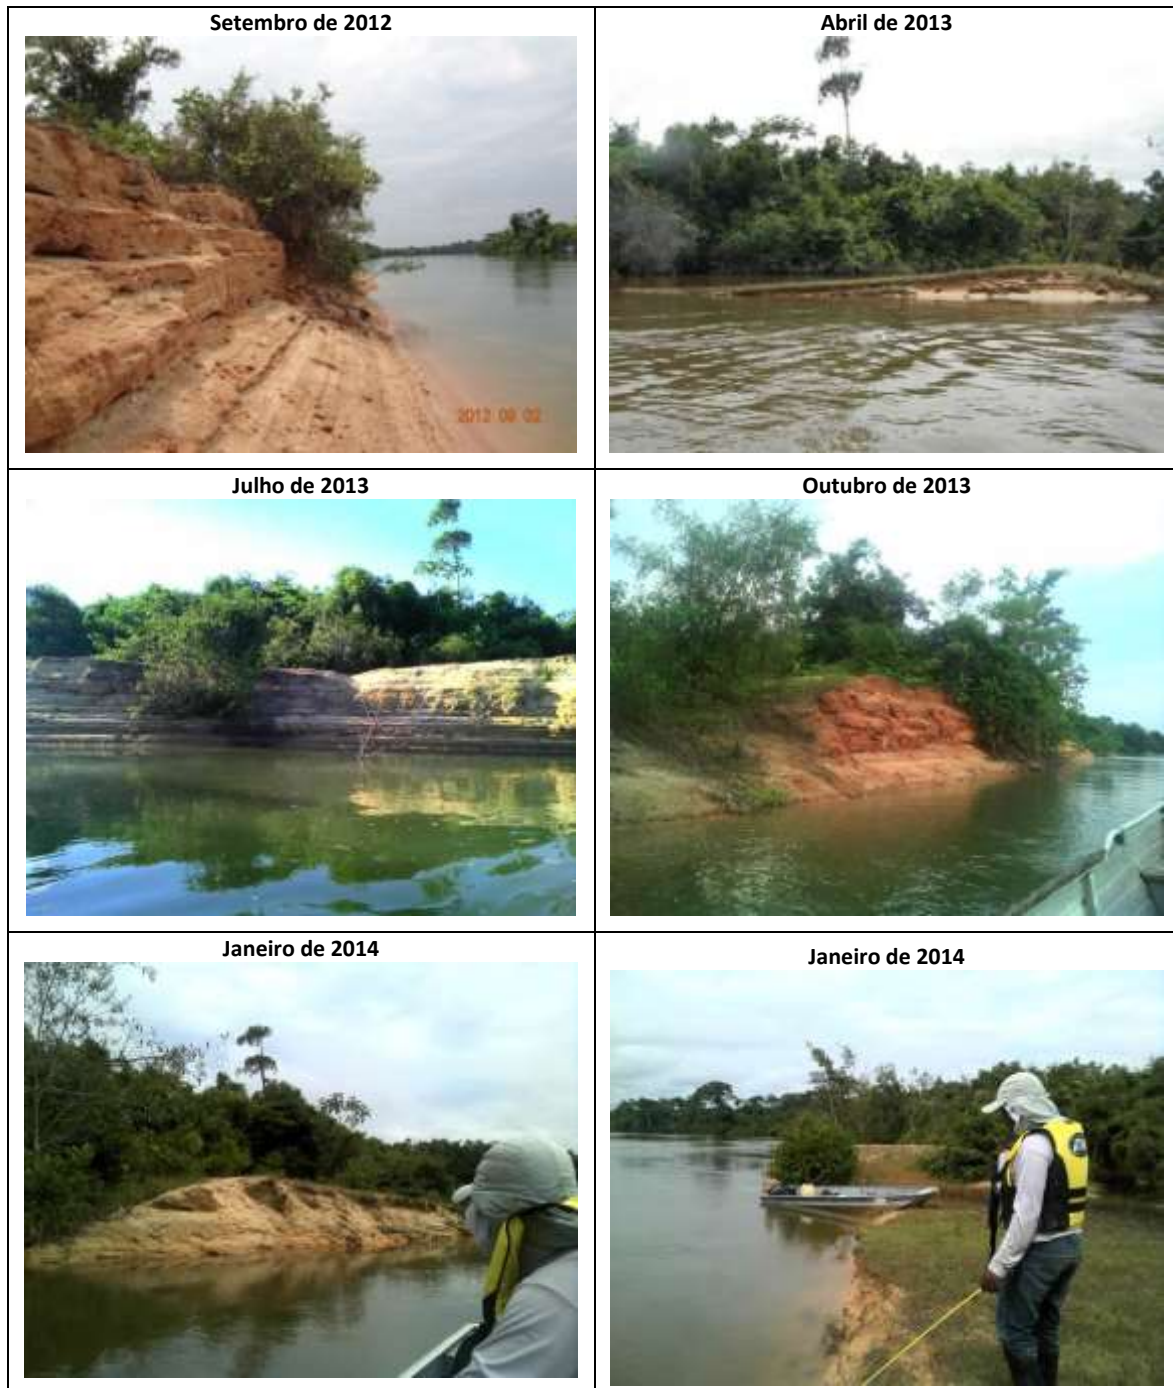 Setembro de 2012
Abril de 2013
2012 09 02
Julho de 2013
Outubro de 2013
Janeiro de 2014
Janeiro de 2014